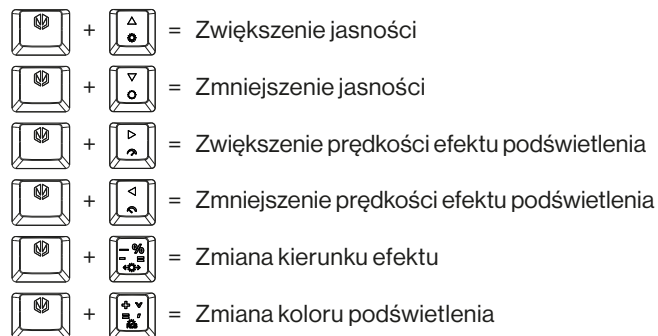 + = Zwiększenie jasności
+ = Zmniejszenie jasności
+ = Zwiększenie prędkości efektu podświetlenia
+ = Zmniejszenie prędkości efektu podświetlenia
+ = Zmiana kierunku efektu
+ = Zmiana koloru podświetlenia